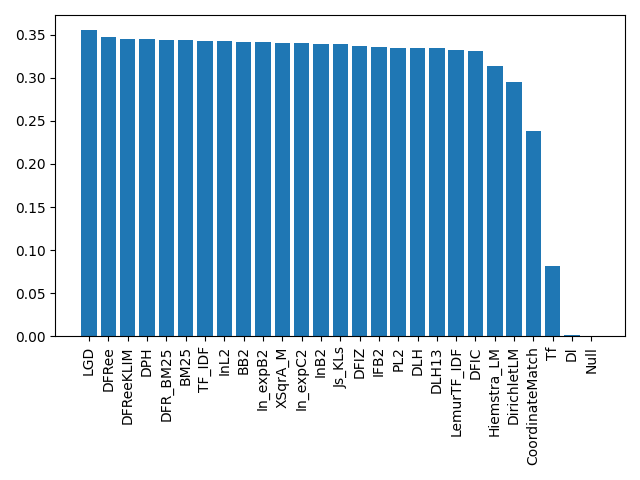 0.35
0.30
0.25
0.20
0.15
0.10
0.05
0.00
LGD
DFRee
DFReeKLIM
DPH
DFR_BM25
BM25
TF_IDF
InL2
BB2
In_expB2
XSqrA_M
In_expC2
InB2
Js_KLs
DFIZ
IFB2
PL2
DLH
DLH13
LemurTF_IDF
DFIC
Hiemstra_LM
DirichletLM
CoordinateMatch
Tf
Dl
Null